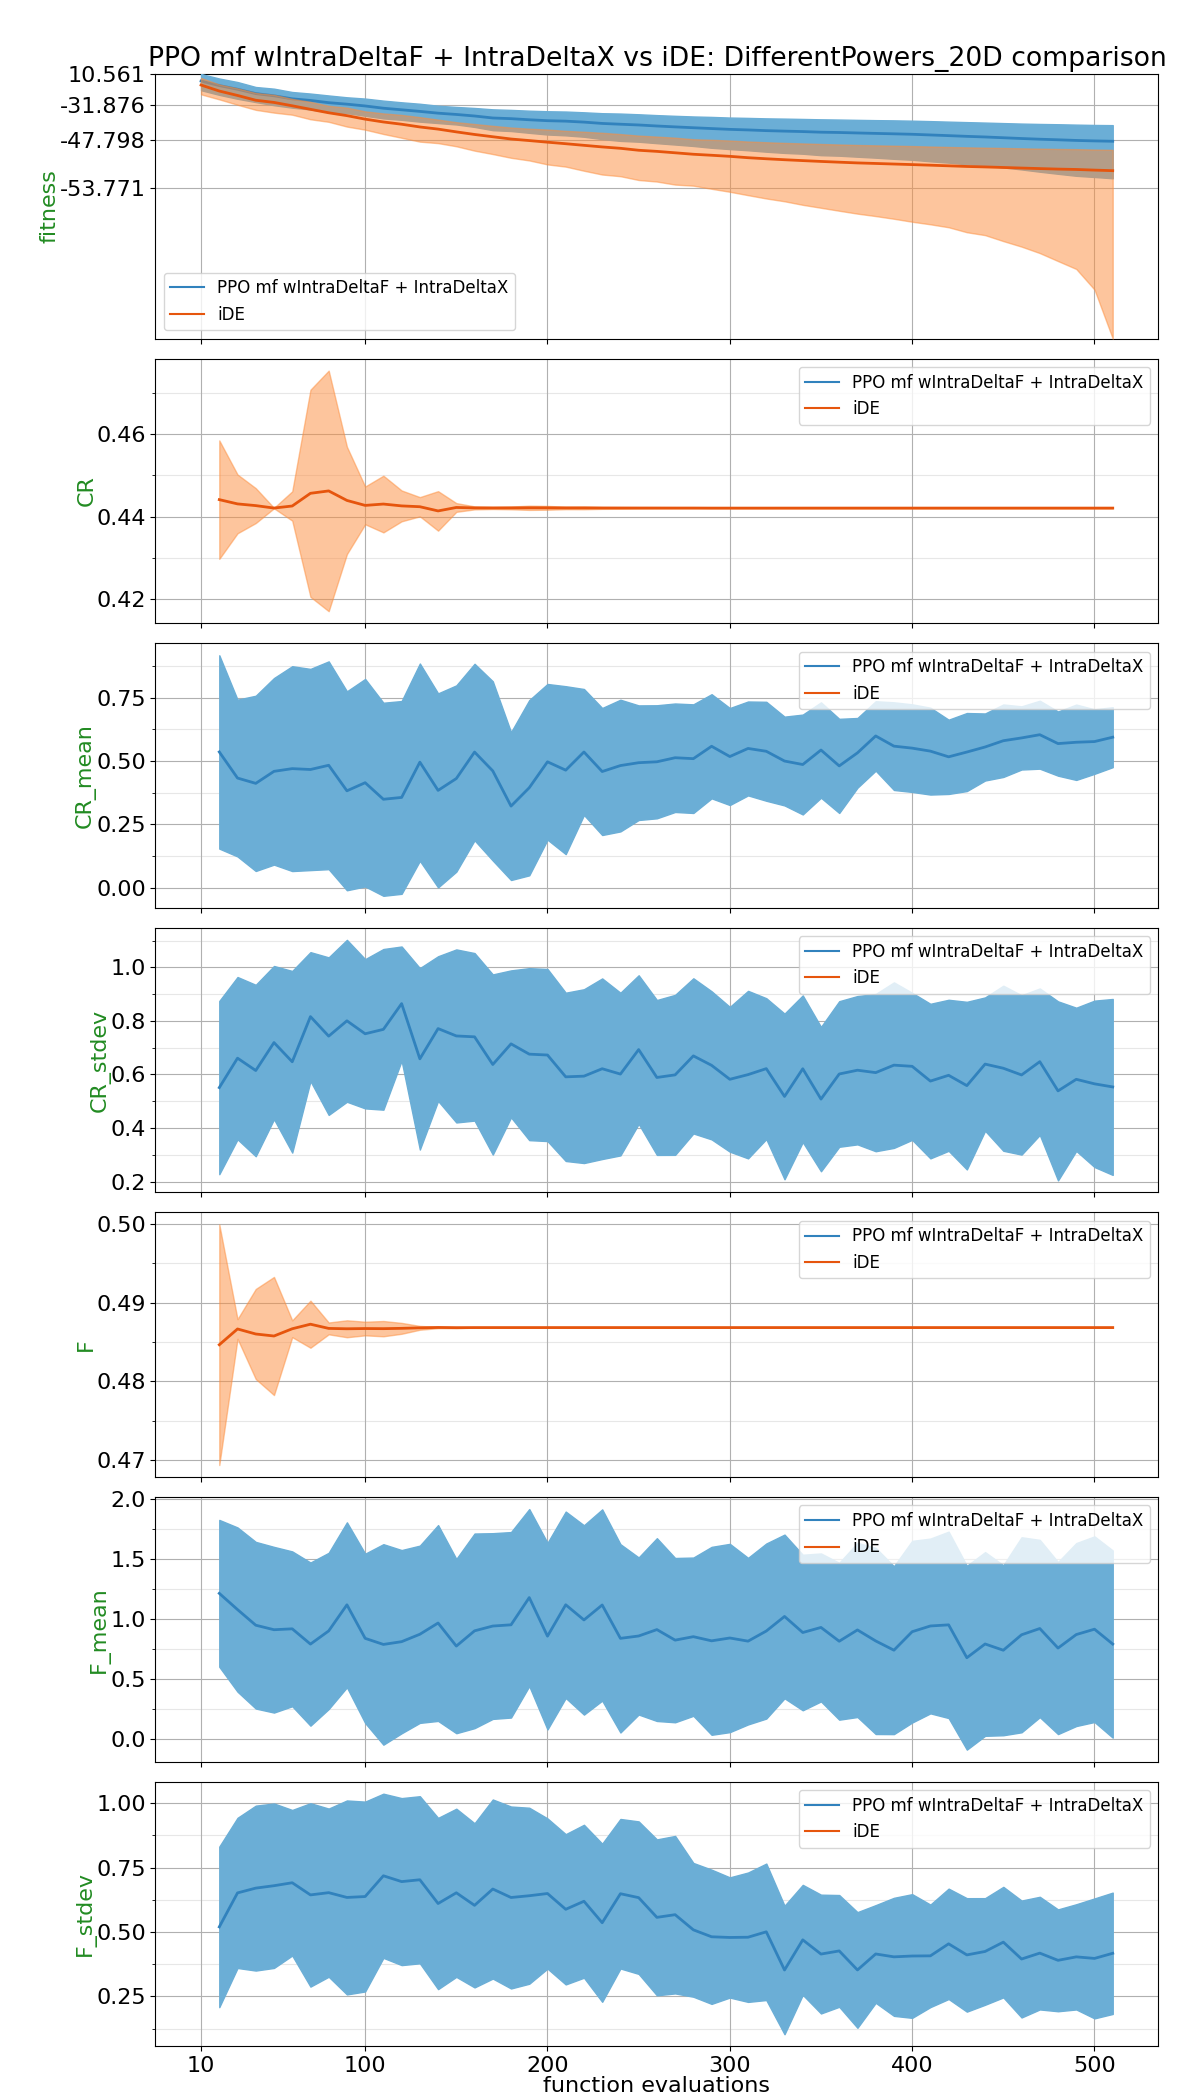 PPO mf wIntraDeltaF + IntraDeltaX vs iDE: DifferentPowers_20D comparison
10.561
-31.876
-47.798
-53.771
fitness
PPO mf wIntraDeltaF + IntraDeltaX
iDE
0.46
0.44
0.42
CR
PPO mf wIntraDeltaF + IntraDeltaX
iDE
0.75
0.50
0.25
0.00
CR_mean
PPO mf wIntraDeltaF + IntraDeltaX
iDE
1.0
0.8
0.6
0.4
0.2
CR_stdev
PPO mf wIntraDeltaF + IntraDeltaX
iDE
0.50
0.49
0.48
0.47
F
PPO mf wIntraDeltaF + IntraDeltaX
iDE
2.0
1.5
1.0
0.5
0.0
F_mean
PPO mf wIntraDeltaF + IntraDeltaX
iDE
1.00
0.75
0.50
0.25
F_stdev
PPO mf wIntraDeltaF + IntraDeltaX
iDE
10 100 200 300 400 500
function evaluations